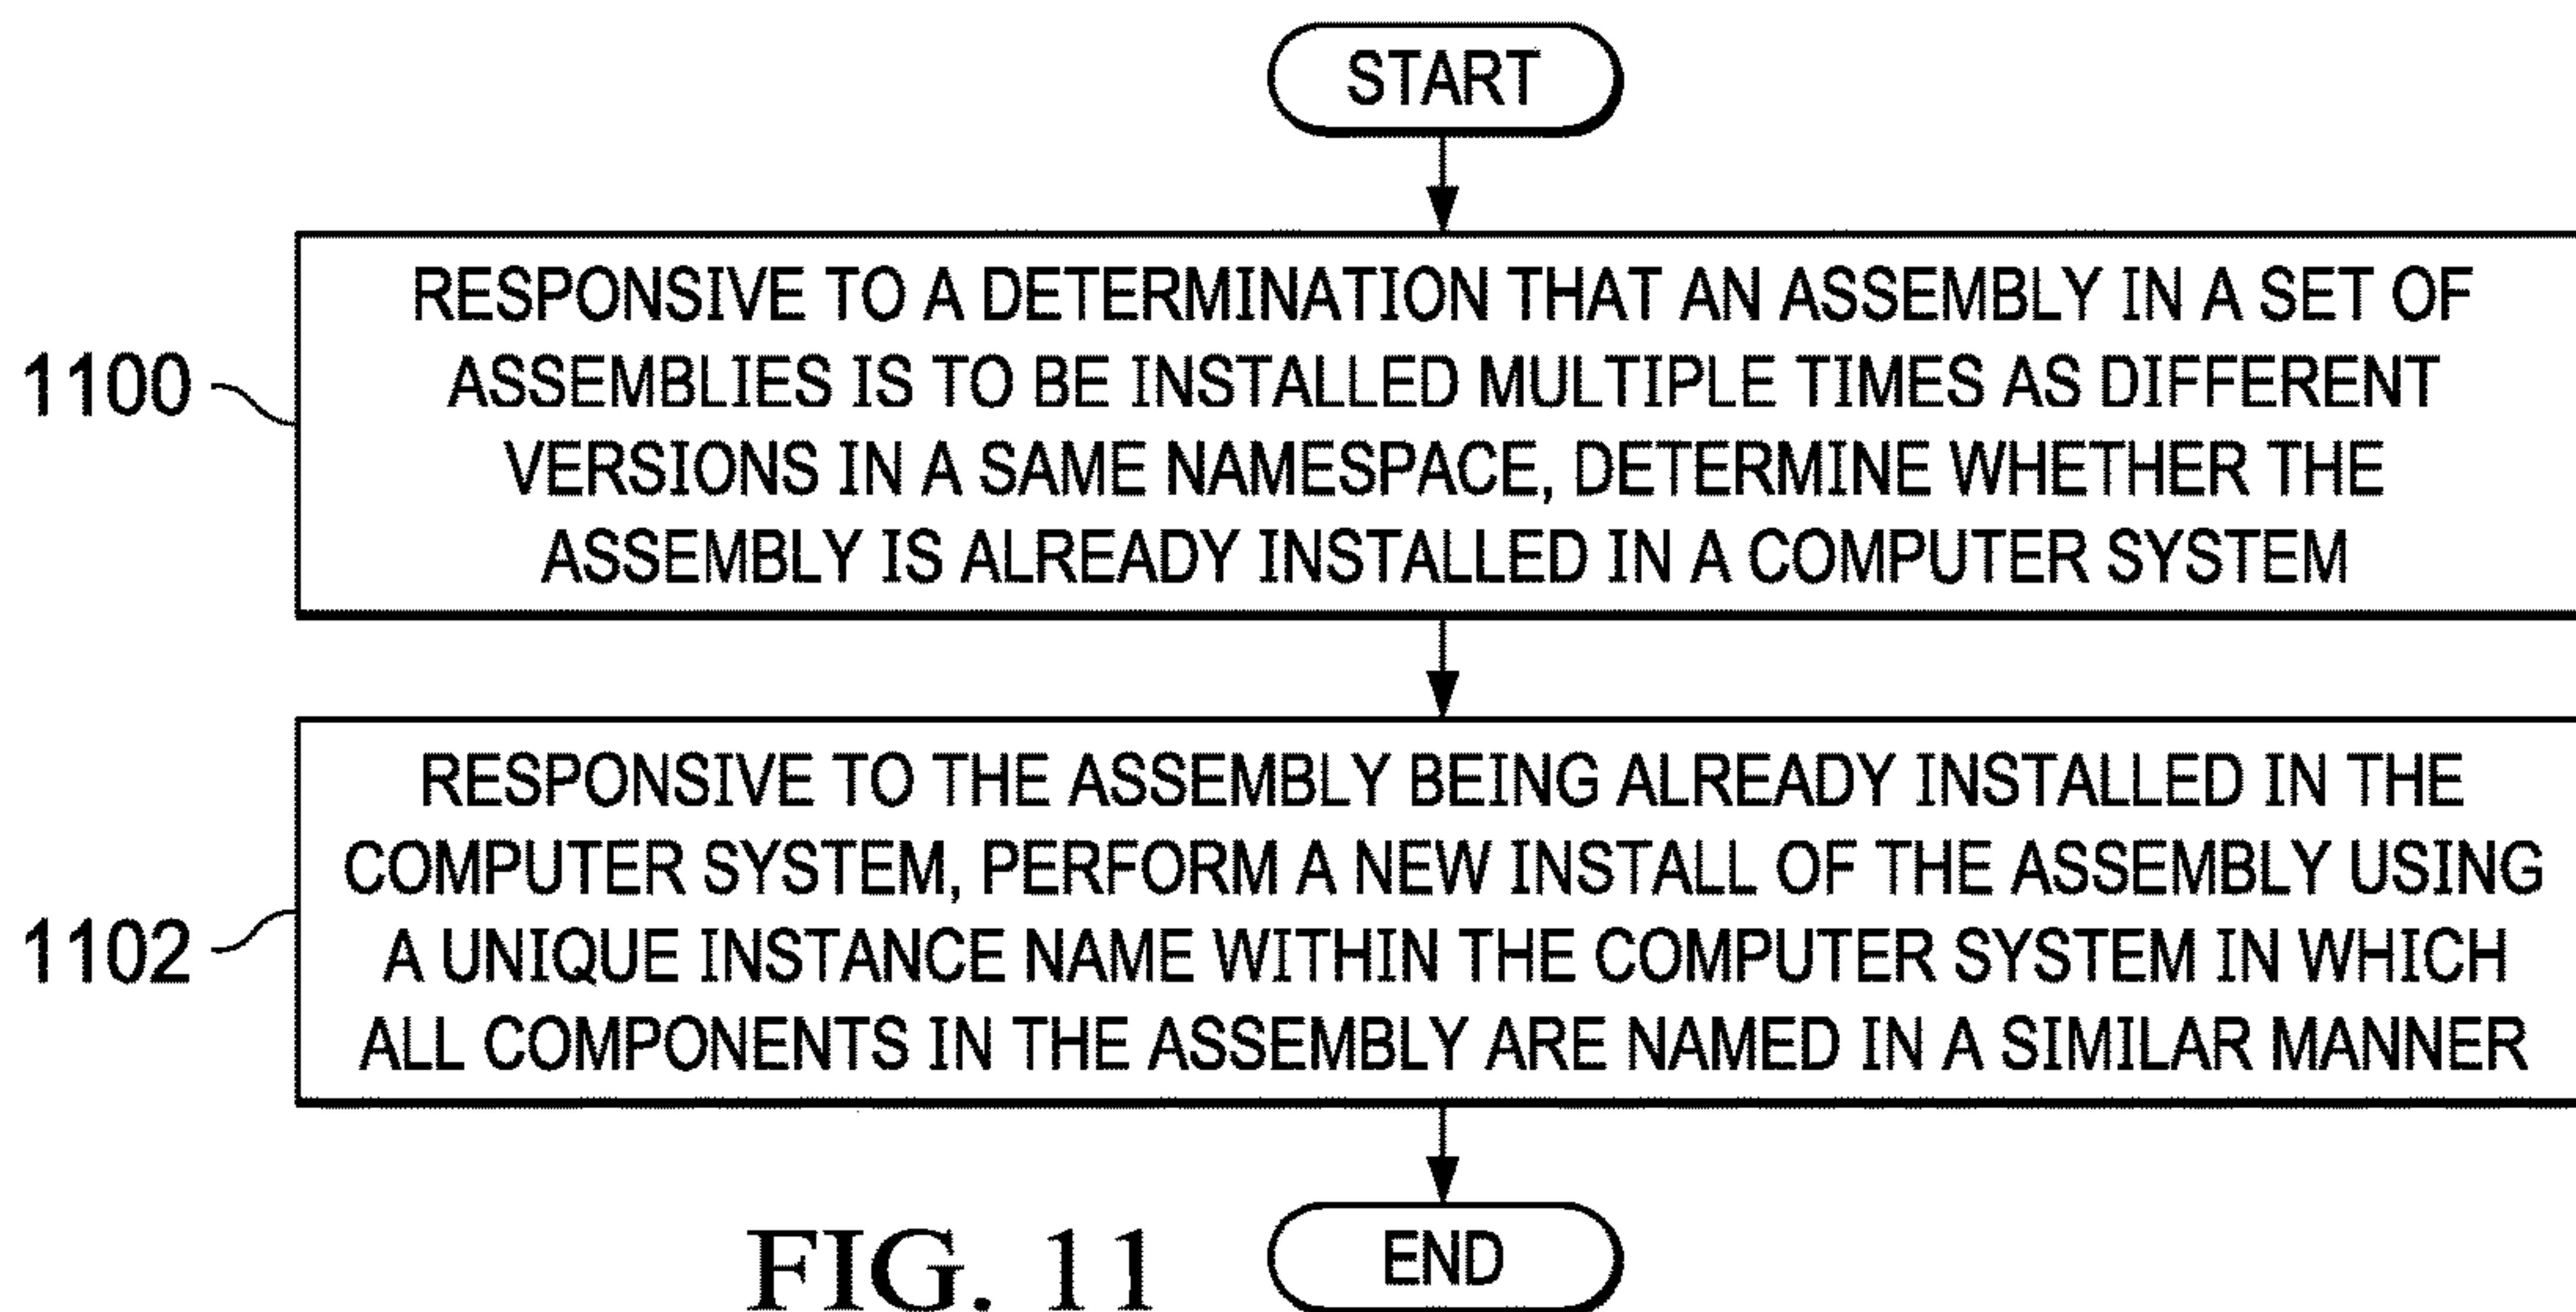 START
RESPONSIVE TO A DETERMINATION THAT AN ASSEMBLY IN A SET OF
ASSEMBLIES IS TO BE INSTALLED MULTIPLE TIMES AS DIFFERENT
VERSIONS IN A SAME NAMESPACE, DETERMINE WHETHER THE
ASSEMBLY IS ALREADY INSTALLED IN A COMPUTER SYSTEM
1100
RESPONSIVE TO THE ASSEMBLY BEING ALREADY INSTALLED IN THE
COMPUTER SYSTEM, PERFORM A NEW INSTALL OF THE ASSEMBLY USING
A UNIQUE INSTANCE NAME WITHIN THE COMPUTER SYSTEM IN WHICH
ALL COMPONENTS IN THE ASSEMBLY ARE NAMED IN A SIMILAR MANNER
1102
END
FIG. 11